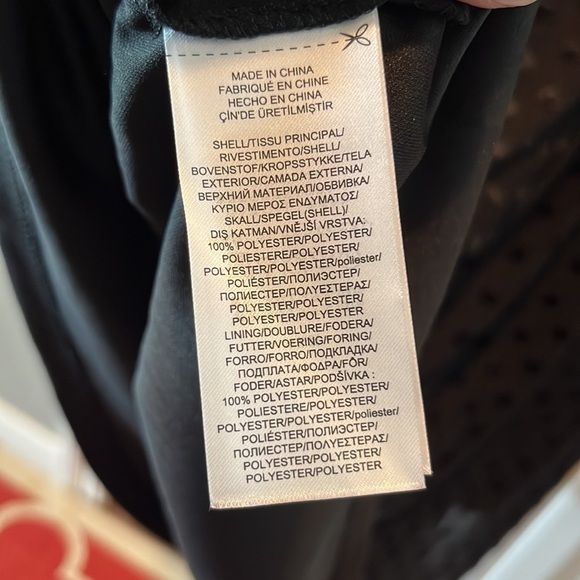 MADE IN CHINA
FABRIQUÉ EN CHINE
HECHO EN CHINA
ÇİN'DE ÜRETİLMİŞTİR
SHELL/TISSU PRINCIPAL/
RIVESTIMENTO/SHELL/
BOVENSTOF/KROPSSTYKKE/TELA
EXTERIOR/CAMADA EXTERNA/
ВЕРХНИЙ МАТЕРИАЛ/ОБВИВКА/
ΚΥΡΙΟ ΜΕΡΟΣ ΕΝΔΥΜΑΤΟΣ/
SKALL/SPEGEL(SHELL)/
DIŞ KATMAN/VNĚJŠÍ VRSTVA:
100% POLYESTER/POLYESTER/
POLIESTERE/POLYESTER/
POLYESTER/POLYESTER/poliester/
POLIÉSTER/ПОЛИЭСТЕР/
ПОЛИЕСТЕР/ΠΟΛΥΕΣΤΕΡΑΣ/
POLYESTER/POLYESTER/
POLYESTER/POLYESTER
LINING/DOUBLURE/FODERA/
FUTTER/VOERING/FORING/
FORRO/FORRO/ПОДКЛАДКА/
ПОДПЛАТА/ΦΟΔΡΑ/FÔR/
FODER/ASTAR/PODŠÍVKA :
100% POLYESTER/POLYESTER/
POLIESTERE/POLYESTER/
POLYESTER/POLYESTER/poliester/
POLIÉSTER/ПОЛИЭСТЕР/
ПОЛИЕСТЕР/ΠΟΛΥΕΣΤΕΡΑΣ/
POLYESTER/POLYESTER/
POLYESTER/POLYESTER